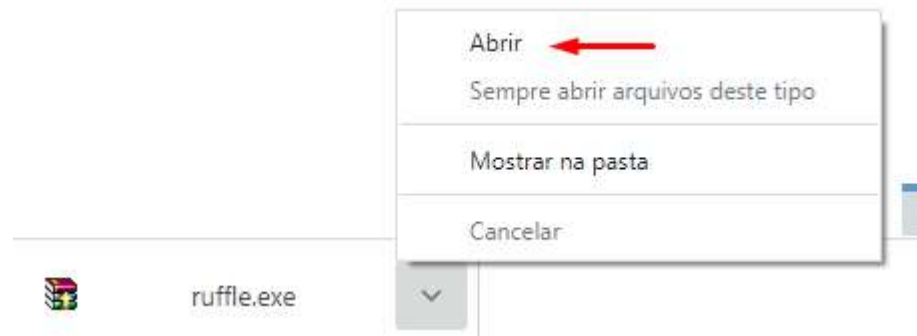 Abrir
Sempre abrir arquivos deste tipo
Mostrar na pasta
Cancelar
ruffle.exe